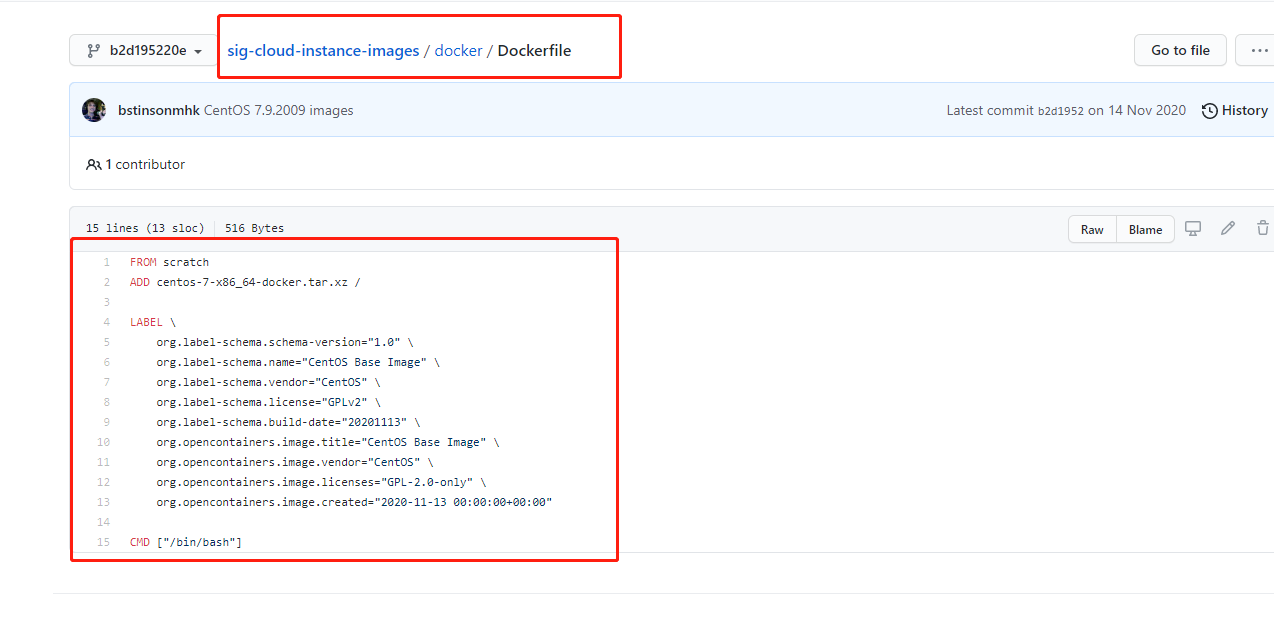 b2d195220e
sig-cloud-instance-images / docker / Dockerfile
Go to file
...
bstinsonmhk CentOS 7.9.2009 images
Latest commit b2d1952 on 14 Nov 2020
History
1 contributor
15 lines (13 sloc) 516 Bytes
Raw
Blame
1 FROM scratch
2 ADD centos-7-x86_64-docker.tar.xz /
3
4 LABEL \
5 org.label-schema.schema-version="1.0" \
6 org.label-schema.name="CentOS Base Image" \
7 org.label-schema.vendor="CentOS" \
8 org.label-schema.license="GPLv2" \
9 org.label-schema.build-date="20201113" \
10 org.opencontainers.image.title="CentOS Base Image" \
11 org.opencontainers.image.vendor="CentOS" \
12 org.opencontainers.image.licenses="GPL-2.0-only" \
13 org.opencontainers.image.created="2020-11-13 00:00:00+00:00"
14
15 CMD ["/bin/bash"]